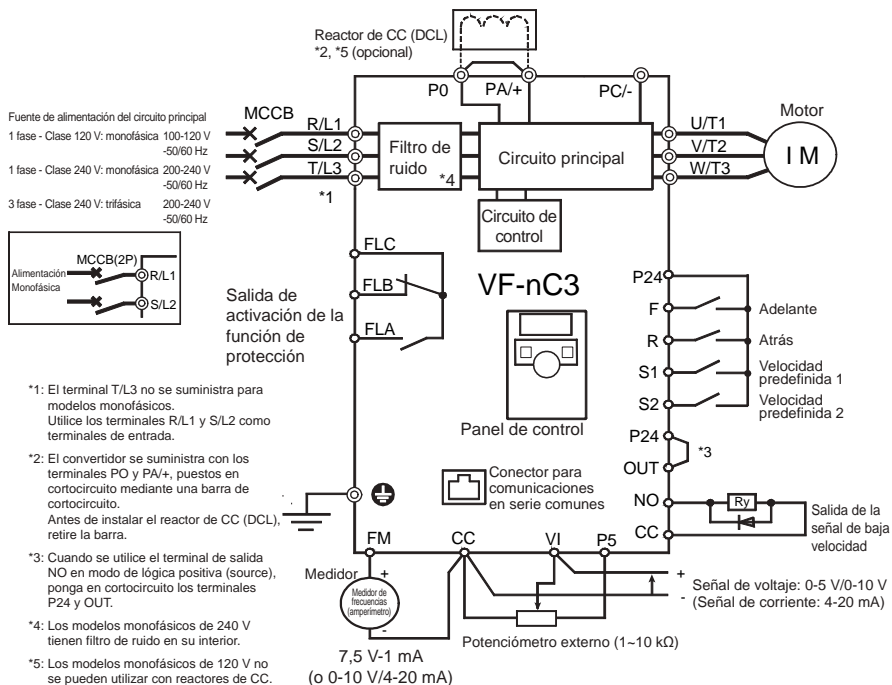 Reactor de CC (DCL)
*2, *5 (opcional)
P0
PA/+
PC/-
Fuente de alimentación del circuito principal
1 fase - Clase 120 V: monofásica 100-120 V
-50/60 Hz
1 fase - Clase 240 V: monofásica 200-240 V
-50/60 Hz
3 fase - Clase 240 V: trifásica 200-240 V
-50/60 Hz
MCCB
R/L1
S/L2
T/L3
*1
Filtro de
ruido
*4
Circuito principal
Circuito de
control
U/T1
V/T2
W/T3
Motor
I M
MCCB(2P)
Alimentación
Monofásica
R/L1
S/L2
FLC
FLB
FLA
Salida de
activación de la
función de
protección
VF-nC3
Panel de control
Conector para
comunicaciones
en serie comunes
P24
F
Adelante
R
Atrás
S1
Velocidad
predefinida 1
S2
Velocidad
predefinida 2
P24
*3
OUT
NO
Ry
CC
Salida de la
señal de baja
velocidad
*1: El terminal T/L3 no se suministra para
modelos monofásicos.
Utilice los terminales R/L1 y S/L2 como
terminales de entrada.
*2: El convertidor se suministra con los
terminales PO y PA/+, puestos en
cortocircuito mediante una barra de
cortocircuito.
Antes de instalar el reactor de CC (DCL),
retire la barra.
*3: Cuando se utilice el terminal de salida
NO en modo de lógica positiva (source),
ponga en cortocircuito los terminales
P24 y OUT.
*4: Los modelos monofásicos de 240 V
tienen filtro de ruido en su interior.
*5: Los modelos monofásicos de 120 V no
se pueden utilizar con reactores de CC.
FM
CC
VI
P5
Medidor
+
Medidor de
frecuencias
(amperímetro)
-
7,5 V-1 mA
(o 0-10 V/4-20 mA)
Potenciómetro externo (1~10 kΩ)
+
-
Señal de voltaje: 0-5 V/0-10 V
(Señal de corriente: 4-20 mA)